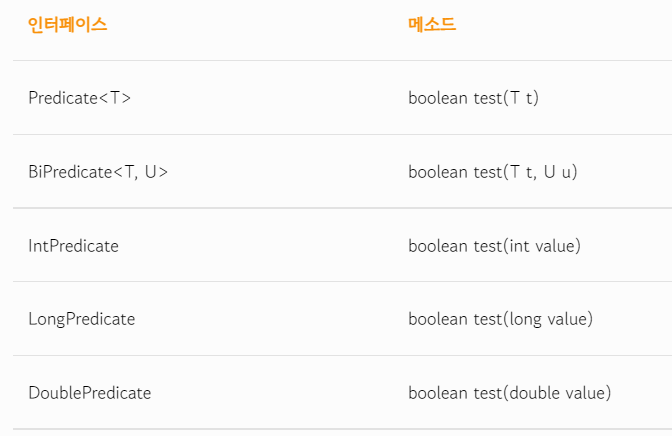 인터페이스 메소드
Predicate<T> boolean test(T t)
BiPredicate<T, U> boolean test(T t, U u)
IntPredicate boolean test(int value)
LongPredicate boolean test(long value)
DoublePredicate boolean test(double value)